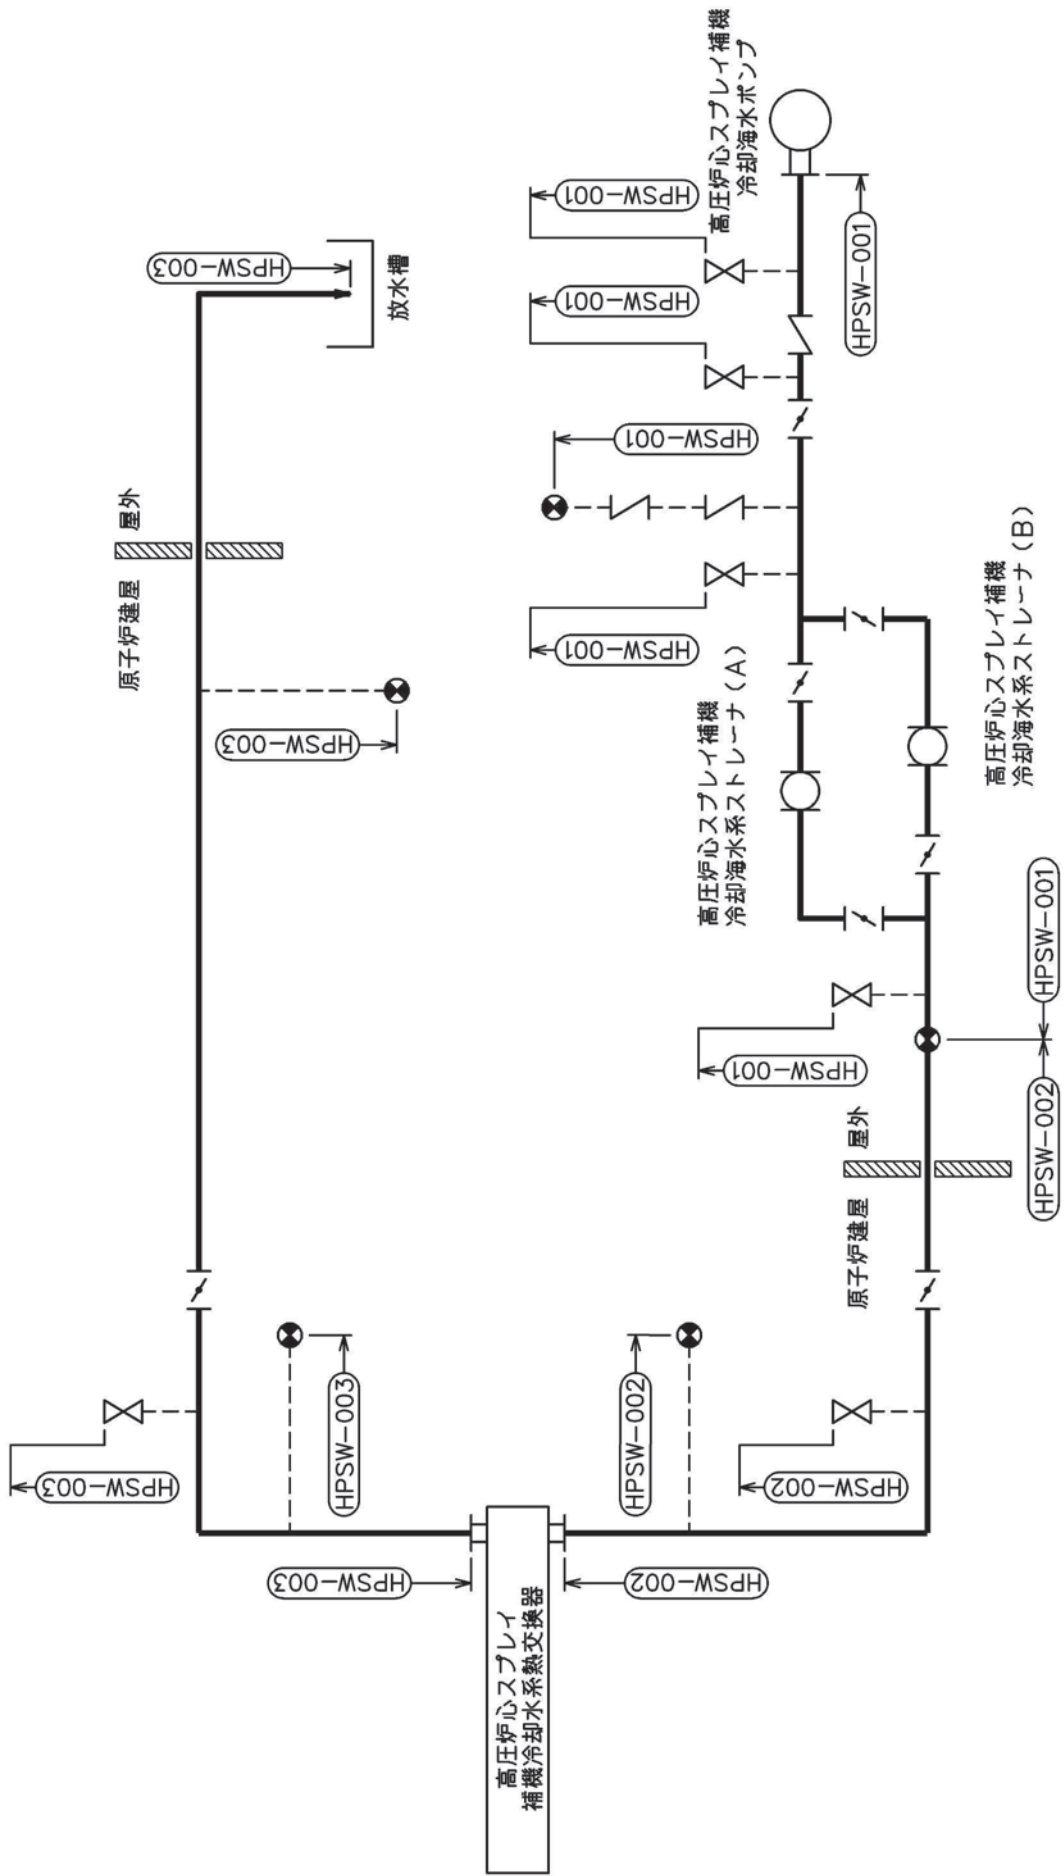 高圧炉心スプレイ補機
冷却海水ポンプ
HPSW-001
HPSW-001
HPSW-001
HPSW-001
HPSW-001
HPSW-003
放水槽
屋外
原子炉建屋
HPSW-003
高圧炉心スプレイ補機
冷却海水系ストレーナ(A)
高圧炉心スプレイ補機
冷却海水系ストレーナ(B)
HPSW-001
HPSW-001
HPSW-002
屋外
原子炉建屋
HPSW-003
HPSW-003
HPSW-002
HPSW-002
HPSW-003
HPSW-002
高圧炉心スプレイ
補機冷却水系熱交換器